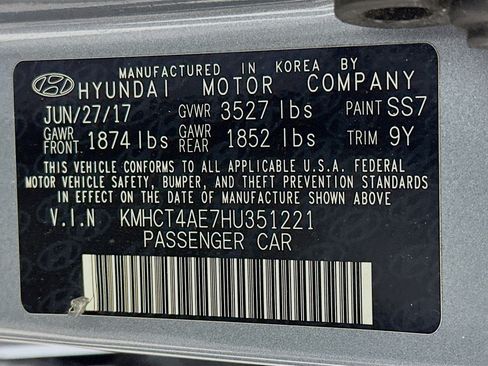 MANUFACTURED IN KOREA BY
HYUNDAI MOTOR COMPANY
JUN/27/17 GVWR 3527 lbs PAINT SS7
GAWR FRONT. 1874 lbs GAWR REAR 1852 lbs TRIM 9Y
THIS VEHICLE CONFORMS TO ALL APPLICABLE U.S.A. FEDERAL
MOTOR VEHICLE SAFETY, BUMPER, AND THEFT PREVENTION STANDARDS
IN EFFECT ON THE DATE OF MANUFACTURE SHOWN ABOVE.
V.I.N KMHCT4AE7HU351221
PASSENGER CAR